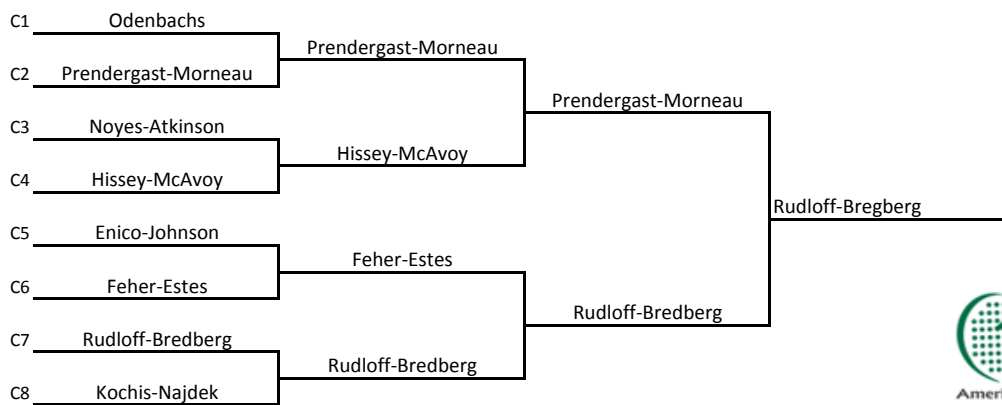 C1 Odenbachs
Prendergast-Morneau
C2 Prendergast-Morneau
Prendergast-Morneau
C3 Noyes-Atkinson
Hissey-McAvoy
C4 Hissey-McAvoy
Rudloff-Bregberg
C5 Enico-Johnson
Feher-Estes
C6 Feher-Estes
Rudloff-Bredberg
C7 Rudloff-Bredberg
Rudloff-Bredberg
C8 Kochis-Najdek
Ameri